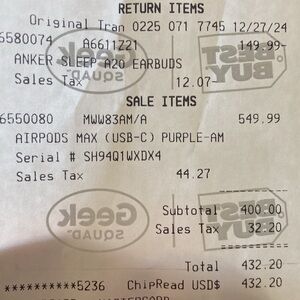 RETURN ITEMS
Original Tran 0225 071 7745 12/27/24
6580074 A6611Z21 149.99-
ANKER SLEEP A20 EARBUDS
Sales Tax 12.07-
SALE ITEMS
6550080 MWW83AM/A 549.99
AIRPODS MAX (USB-C) PURPLE-AM
Serial # SH94Q1WXDX4
Sales Tax 44.27
Subtotal 400.00
Sales Tax 32.20
Total 432.20
**********5236 ChipRead USD$ 432.20